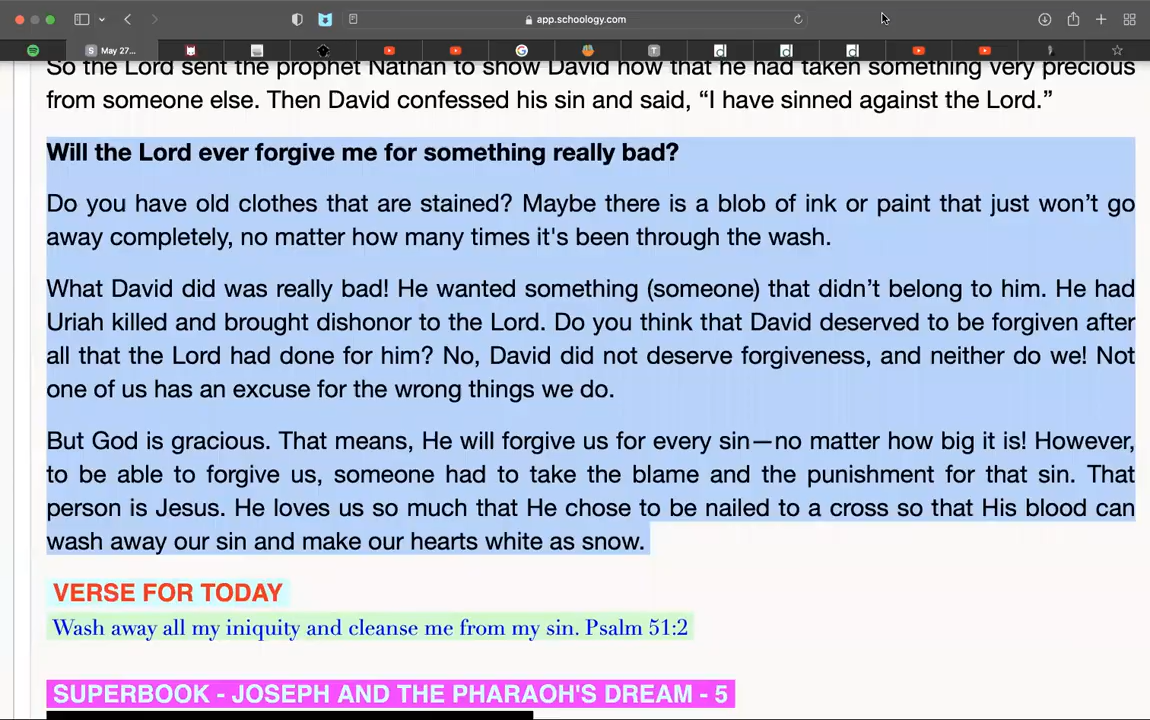 app.schoology.com
S May 27...
So the Lord sent the prophet Nathan to show David how that he had taken something very precious
from someone else. Then David confessed his sin and said, “I have sinned against the Lord.”
Will the Lord ever forgive me for something really bad?
Do you have old clothes that are stained? Maybe there is a blob of ink or paint that just won’t go
away completely, no matter how many times it's been through the wash.
What David did was really bad! He wanted something (someone) that didn’t belong to him. He had
Uriah killed and brought dishonor to the Lord. Do you think that David deserved to be forgiven after
all that the Lord had done for him? No, David did not deserve forgiveness, and neither do we! Not
one of us has an excuse for the wrong things we do.
But God is gracious. That means, He will forgive us for every sin—no matter how big it is! However,
to be able to forgive us, someone had to take the blame and the punishment for that sin. That
person is Jesus. He loves us so much that He chose to be nailed to a cross so that His blood can
wash away our sin and make our hearts white as snow.
VERSE FOR TODAY
Wash away all my iniquity and cleanse me from my sin. Psalm 51:2
SUPERBOOK - JOSEPH AND THE PHARAOH'S DREAM - 5